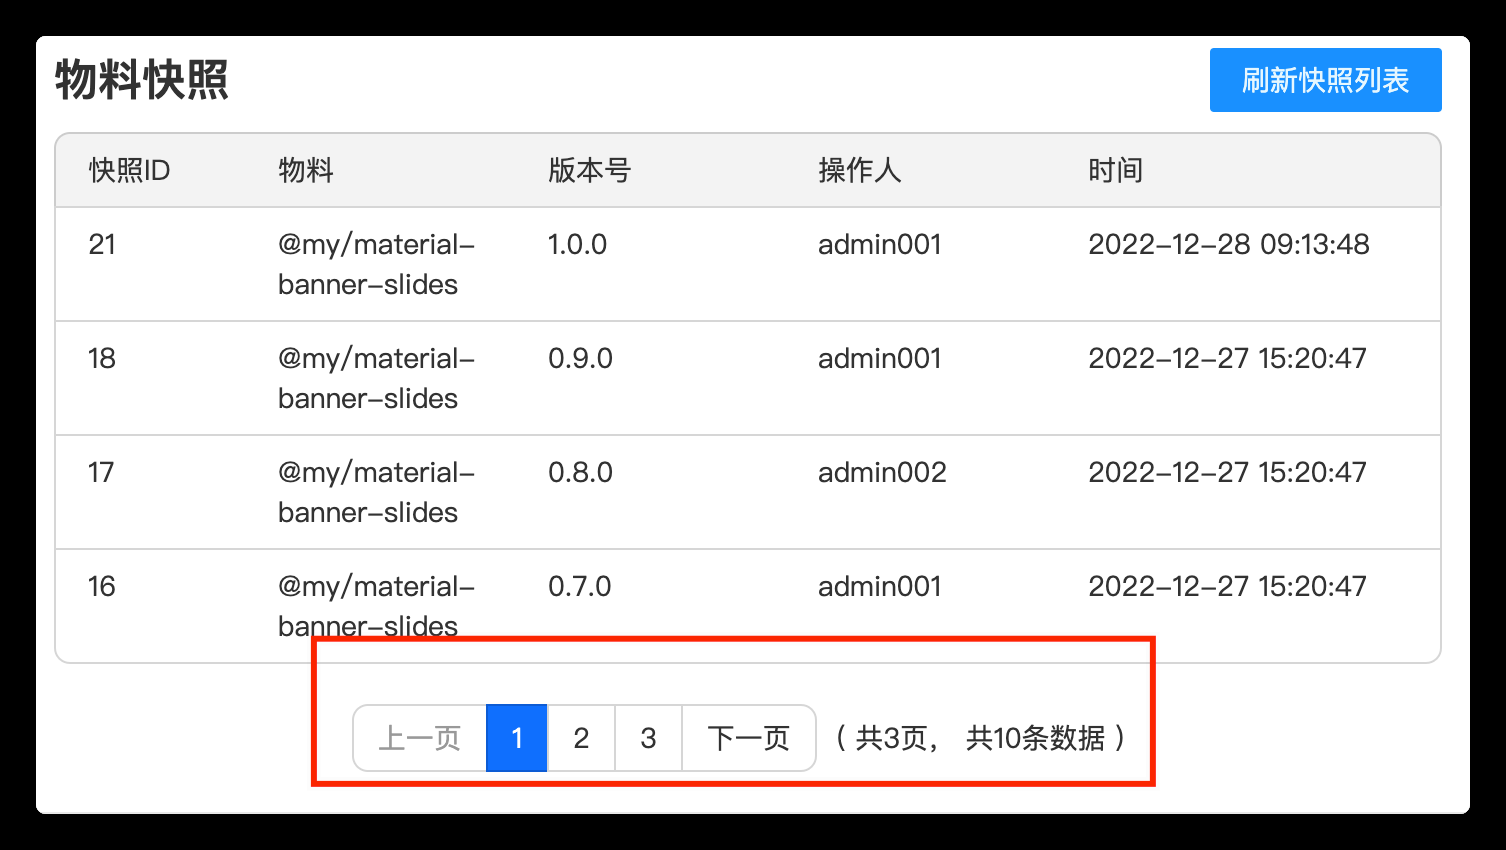 物料快照
刷新快照列表
快照ID 物料 版本号 操作人 时间
21 @my/material-banner-slides 1.0.0 admin001 2022-12-28 09:13:48
18 @my/material-banner-slides 0.9.0 admin001 2022-12-27 15:20:47
17 @my/material-banner-slides 0.8.0 admin002 2022-12-27 15:20:47
16 @my/material-banner-slides 0.7.0 admin001 2022-12-27 15:20:47
上一页 1 2 3 下一页 （ 共3页， 共10条数据 ）